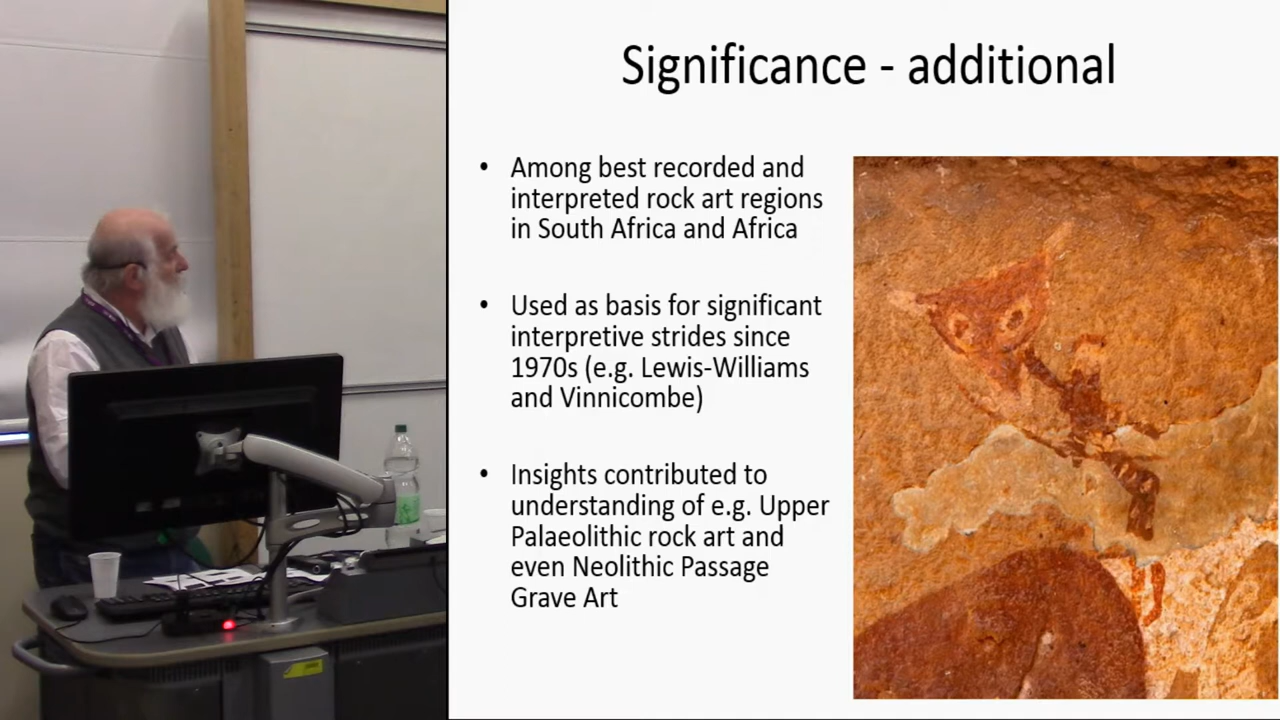 Significance - additional
• Among best recorded and
interpreted rock art regions
in South Africa and Africa
• Used as basis for significant
interpretive strides since
1970s (e.g. Lewis-Williams
and Vinnicombe)
• Insights contributed to
understanding of e.g. Upper
Palaeolithic rock art and
even Neolithic Passage
Grave Art